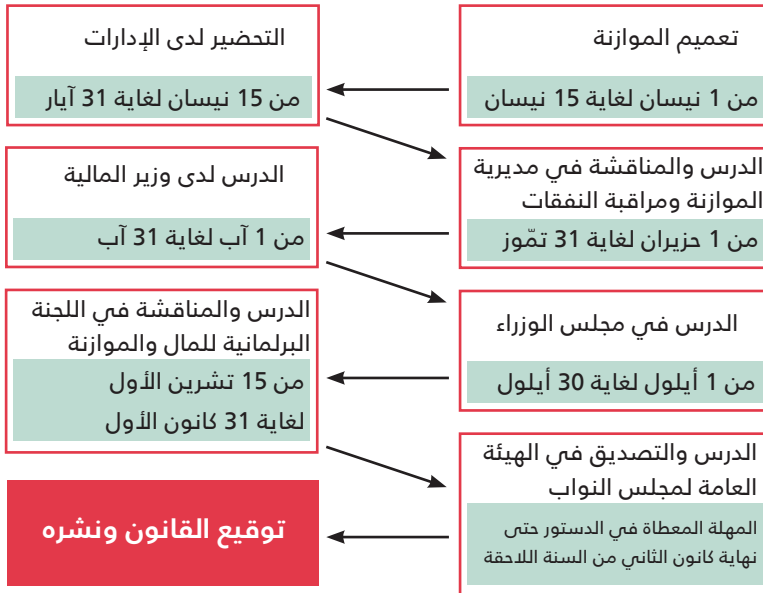 تعميم الموازنة
من 1 نيسان لغاية 15 نيسان
التحضير لدى الإدارات
من 15 نيسان لغاية 31 آيار
الدرس والمناقشة في مديرية
الموازنة ومراقبة النفقات
من 1 حزيران لغاية 31 تمّوز
الدرس لدى وزير المالية
من 1 آب لغاية 31 آب
الدرس في مجلس الوزراء
من 1 أيلول لغاية 30 أيلول
الدرس والمناقشة في اللجنة
البرلمانية للمال والموازنة
من 15 تشرين الأول
لغاية 31 كانون الأول
الدرس والتصديق في الهيئة
العامة لمجلس النواب
المهلة المعطاة في الدستور حتى
نهاية كانون الثاني من السنة اللاحقة
توقيع القانون ونشره